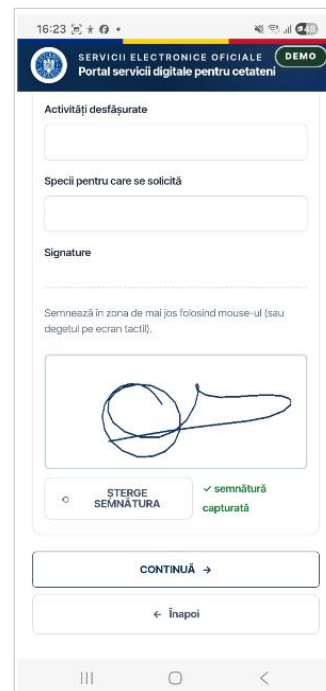 16:23
SERVICII ELECTRONICE OFICIALE
DEMO
Portal servicii digitale pentru cetateni
Activități desfășurate
Specii pentru care se solicită
Signature
Semnează în zona de mai jos folosind mouse-ul (sau
degetul pe ecran tactil).
ȘTERGE
SEMNĂTURA
✓ semnătură
capturată
CONTINUĂ →
← Înapoi